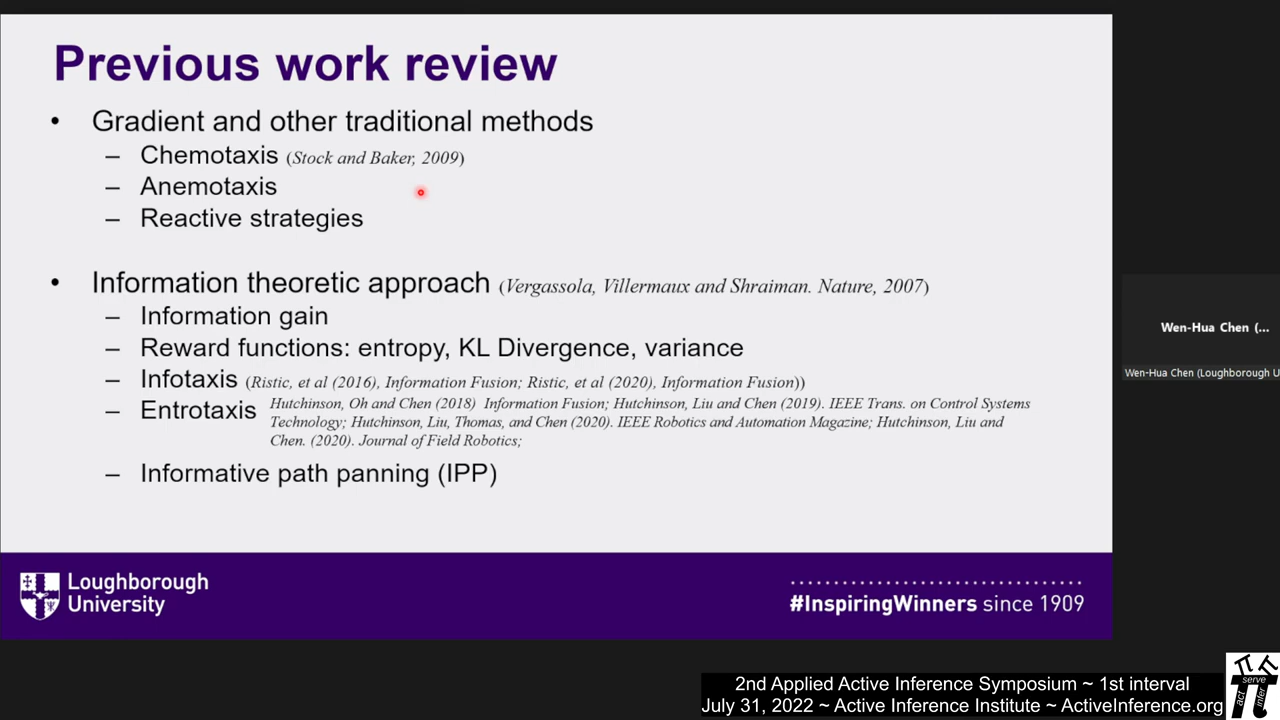 Previous work review
• Gradient and other traditional methods
– Chemotaxis (Stock and Baker, 2009)
– Anemotaxis
– Reactive strategies
• Information theoretic approach (Vergassola, Villermaux and Shraiman. Nature, 2007)
– Information gain
– Reward functions: entropy, KL Divergence, variance
– Infotaxis (Ristic, et al (2016), Information Fusion; Ristic, et al (2020), Information Fusion))
– Entrotaxis Hutchinson, Oh and Chen (2018) Information Fusion; Hutchinson, Liu and Chen (2019). IEEE Trans. on Control Systems
Technology; Hutchinson, Liu, Thomas, and Chen (2020). IEEE Robotics and Automation Magazine; Hutchinson, Liu and
Chen. (2020). Journal of Field Robotics;
– Informative path panning (IPP)
Wen-Hua Chen (...
Wen-Hua Chen (Loughborough U
Loughborough
University
#InspiringWinners since 1909
2nd Applied Active Inference Symposium ~ 1st interval
July 31, 2022 ~ Active Inference Institute ~ ActiveInference.org
serve
act
infer